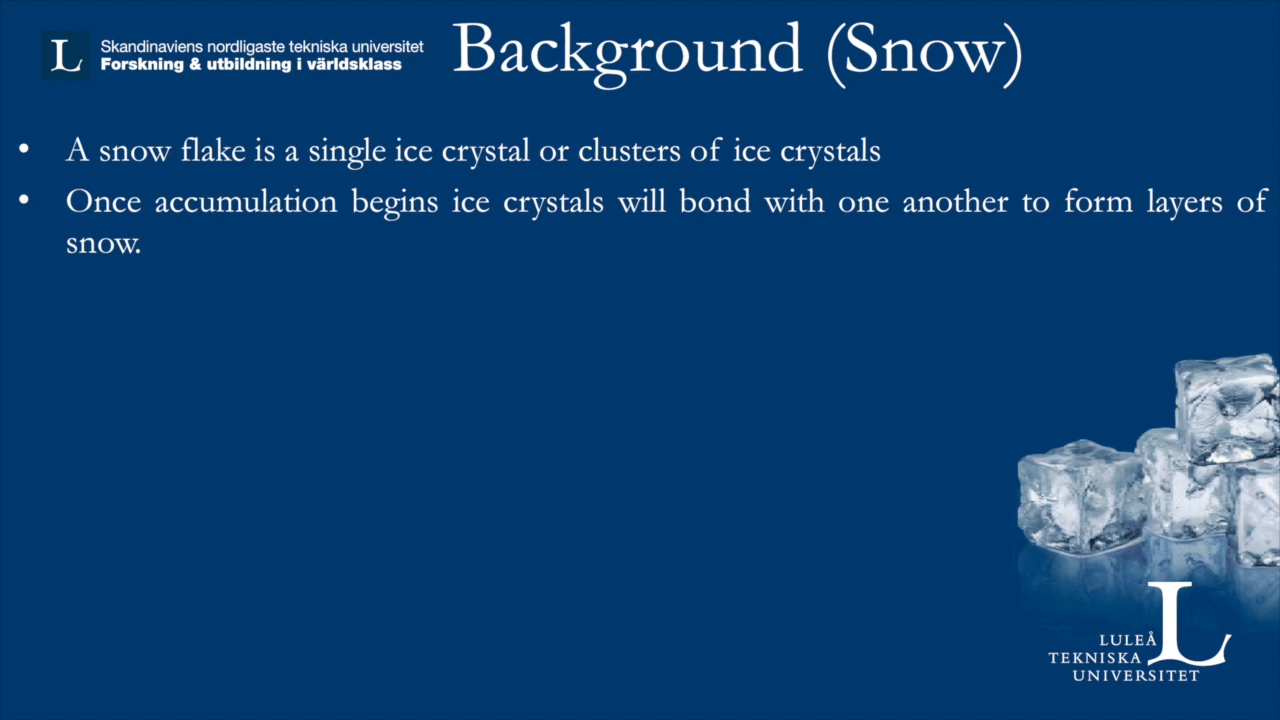 L
Skandinaviens nordligaste tekniska universitet
Forskning & utbildning i världsklass
Background (Snow)
• A snow flake is a single ice crystal or clusters of ice crystals
• Once accumulation begins ice crystals will bond with one another to form layers of
snow.
L
LULEÅ
TEKNISKA
UNIVERSITET